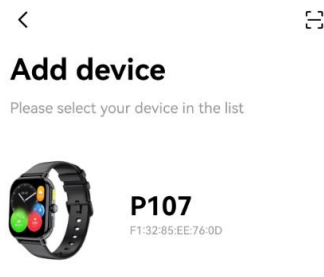 Add device
Please select your device in the list
P107
F1:32:85:EE:76:0D